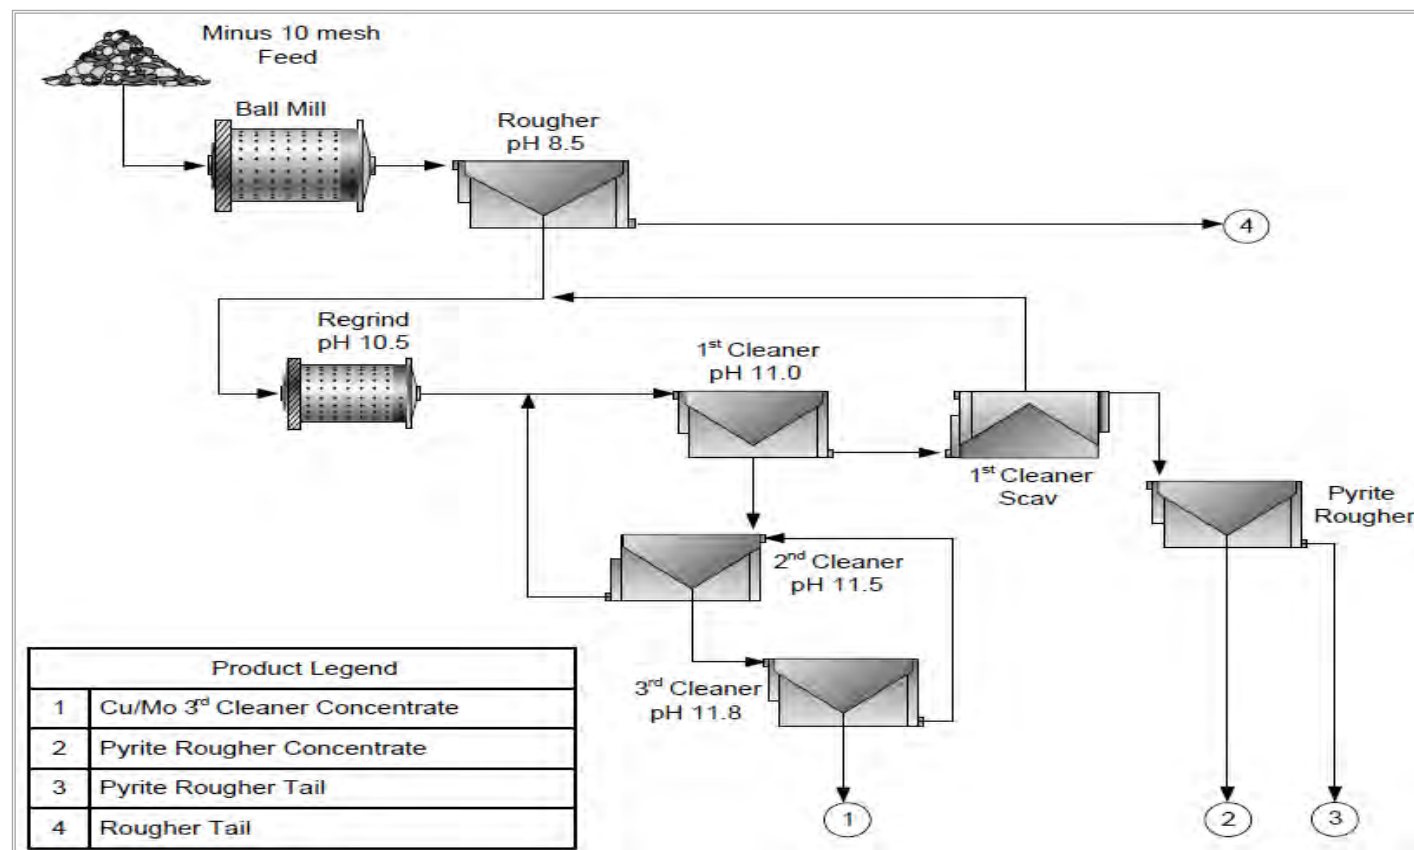 Minus 10 mesh
Feed
Ball Mill
Rougher
pH 8.5
4
Regrind
pH 10.5
1st Cleaner
pH 11.0
1st Cleaner
Scav
Pyrite
Rougher
2nd Cleaner
pH 11.5
3rd Cleaner
pH 11.8
Product Legend
1 Cu/Mo 3rd Cleaner Concentrate
2 Pyrite Rougher Concentrate
3 Pyrite Rougher Tail
4 Rougher Tail
1
2
3